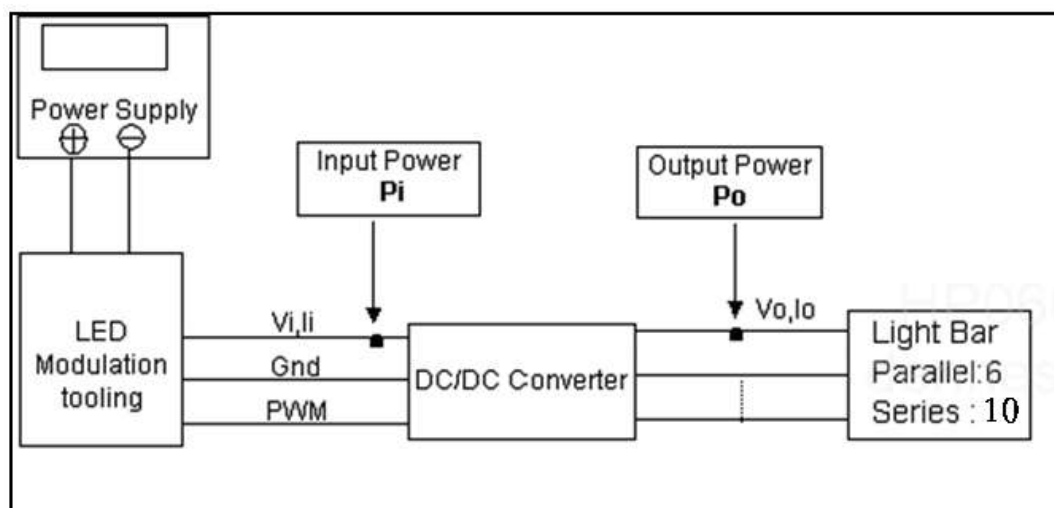 Power Supply
Input Power
Pi
Output Power
Po
LED
Modulation
tooling
Vi,Ii
Gnd
PWM
DC/DC Converter
Vo,Io
Light Bar
Parallel:6
Series : 10